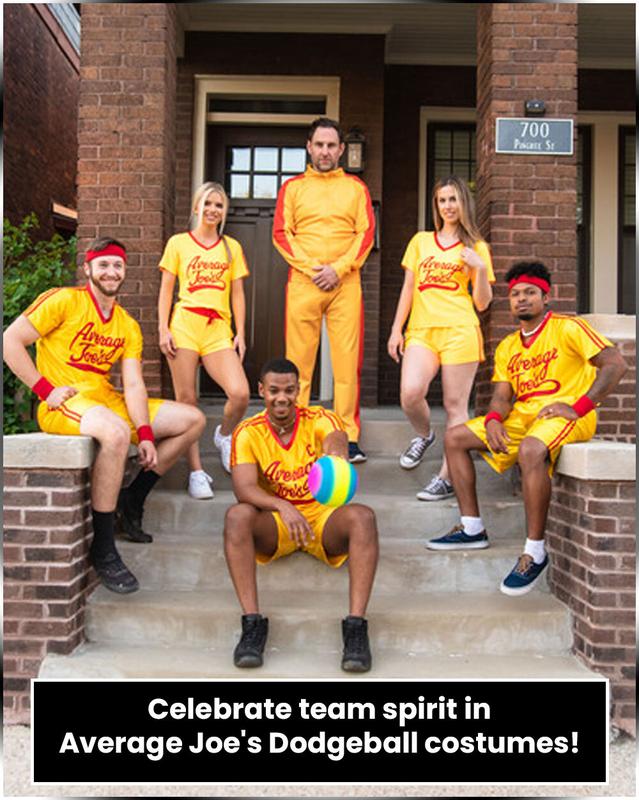 700
Pingree St
Average
Joe's
Average
Joe's
Average
Joe's
Average
Joe's
C
Average
Joe's
Celebrate team spirit in
Average Joe's Dodgeball costumes!